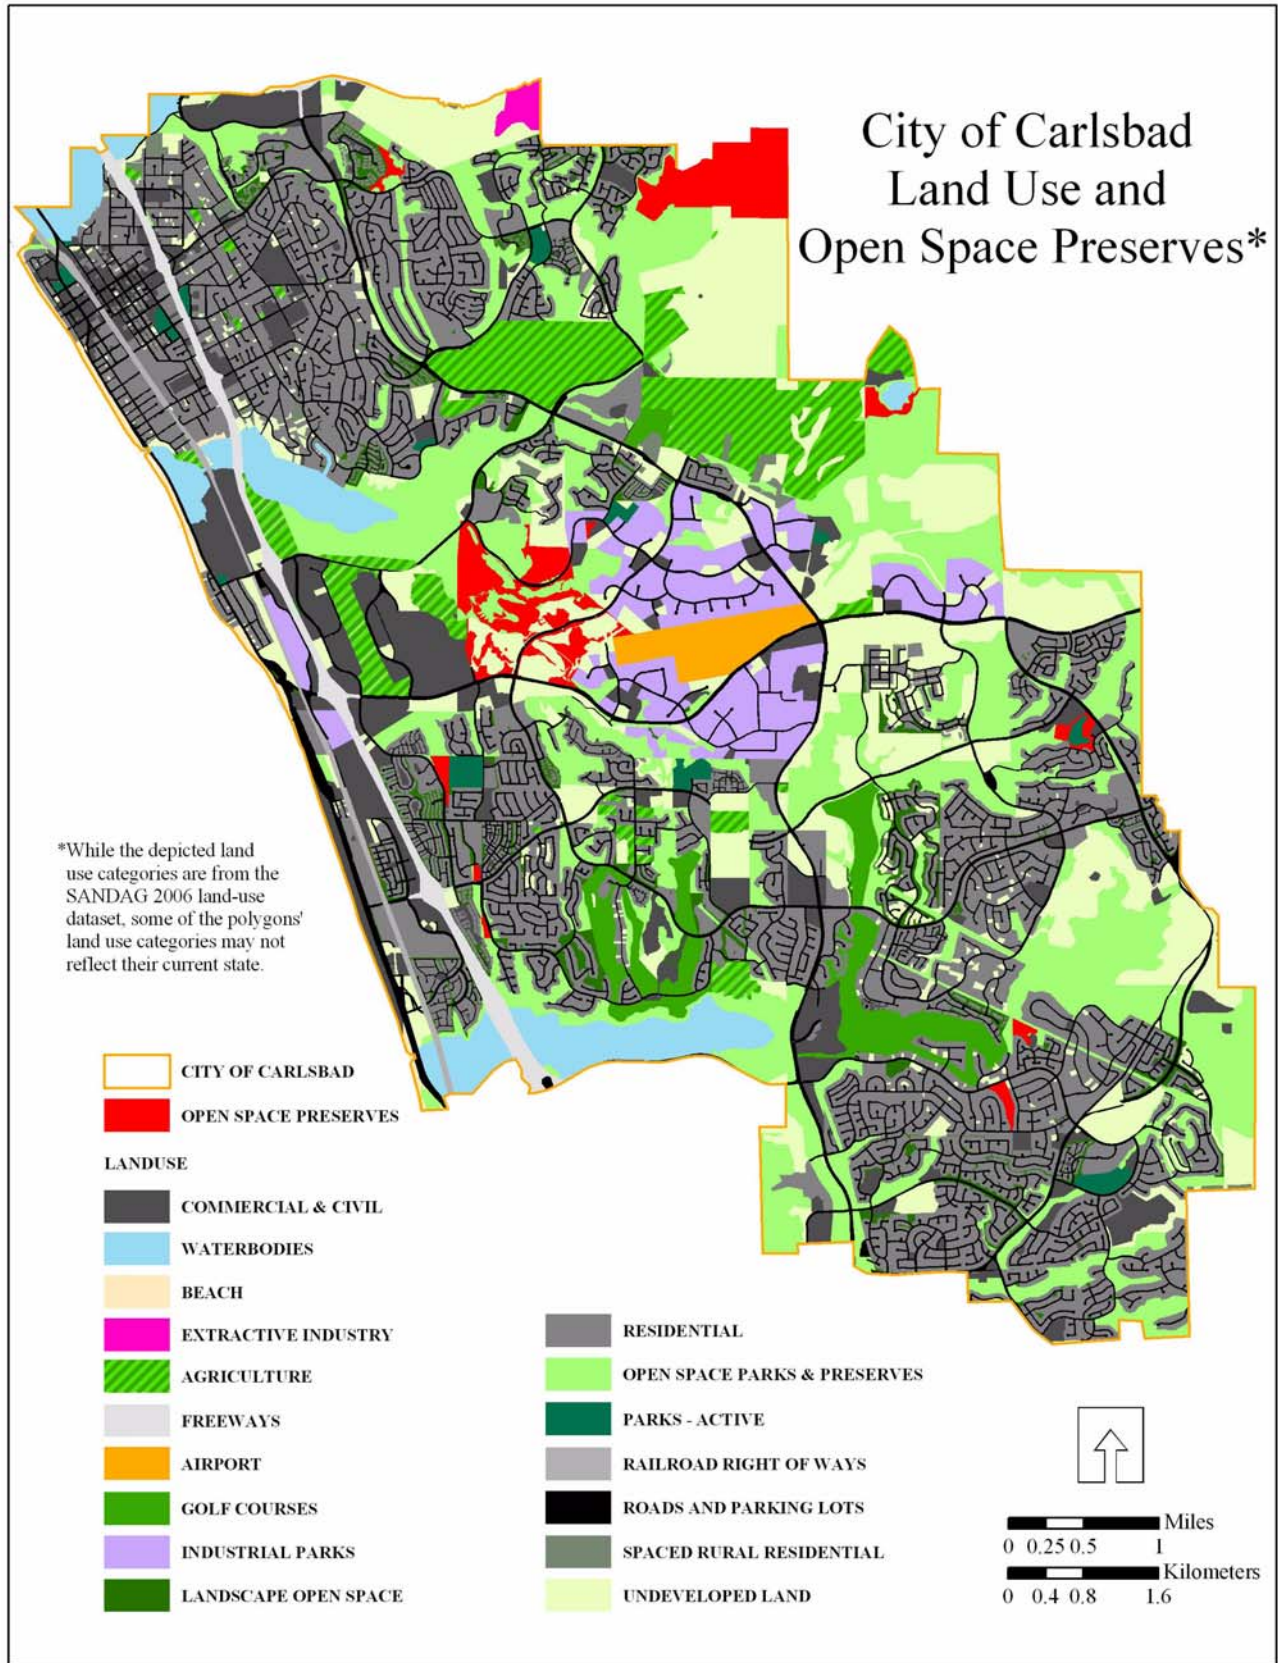 City of Carlsbad
Land Use and
Open Space Preserves*
*While the depicted land
use categories are from the
SANDAG 2006 land-use
dataset, some of the polygons'
land use categories may not
reflect their current state.
CITY OF CARLSBAD
OPEN SPACE PRESERVES
LANDUSE
COMMERCIAL & CIVIL
WATERBODIES
BEACH
EXTRACTIVE INDUSTRY
AGRICULTURE
FREEWAYS
AIRPORT
GOLF COURSES
INDUSTRIAL PARKS
LANDSCAPE OPEN SPACE
RESIDENTIAL
OPEN SPACE PARKS & PRESERVES
PARKS - ACTIVE
RAILROAD RIGHT OF WAYS
ROADS AND PARKING LOTS
SPACED RURAL RESIDENTIAL
UNDEVELOPED LAND
Miles
0 0.25 0.5 1
Kilometers
0 0.4 0.8 1.6